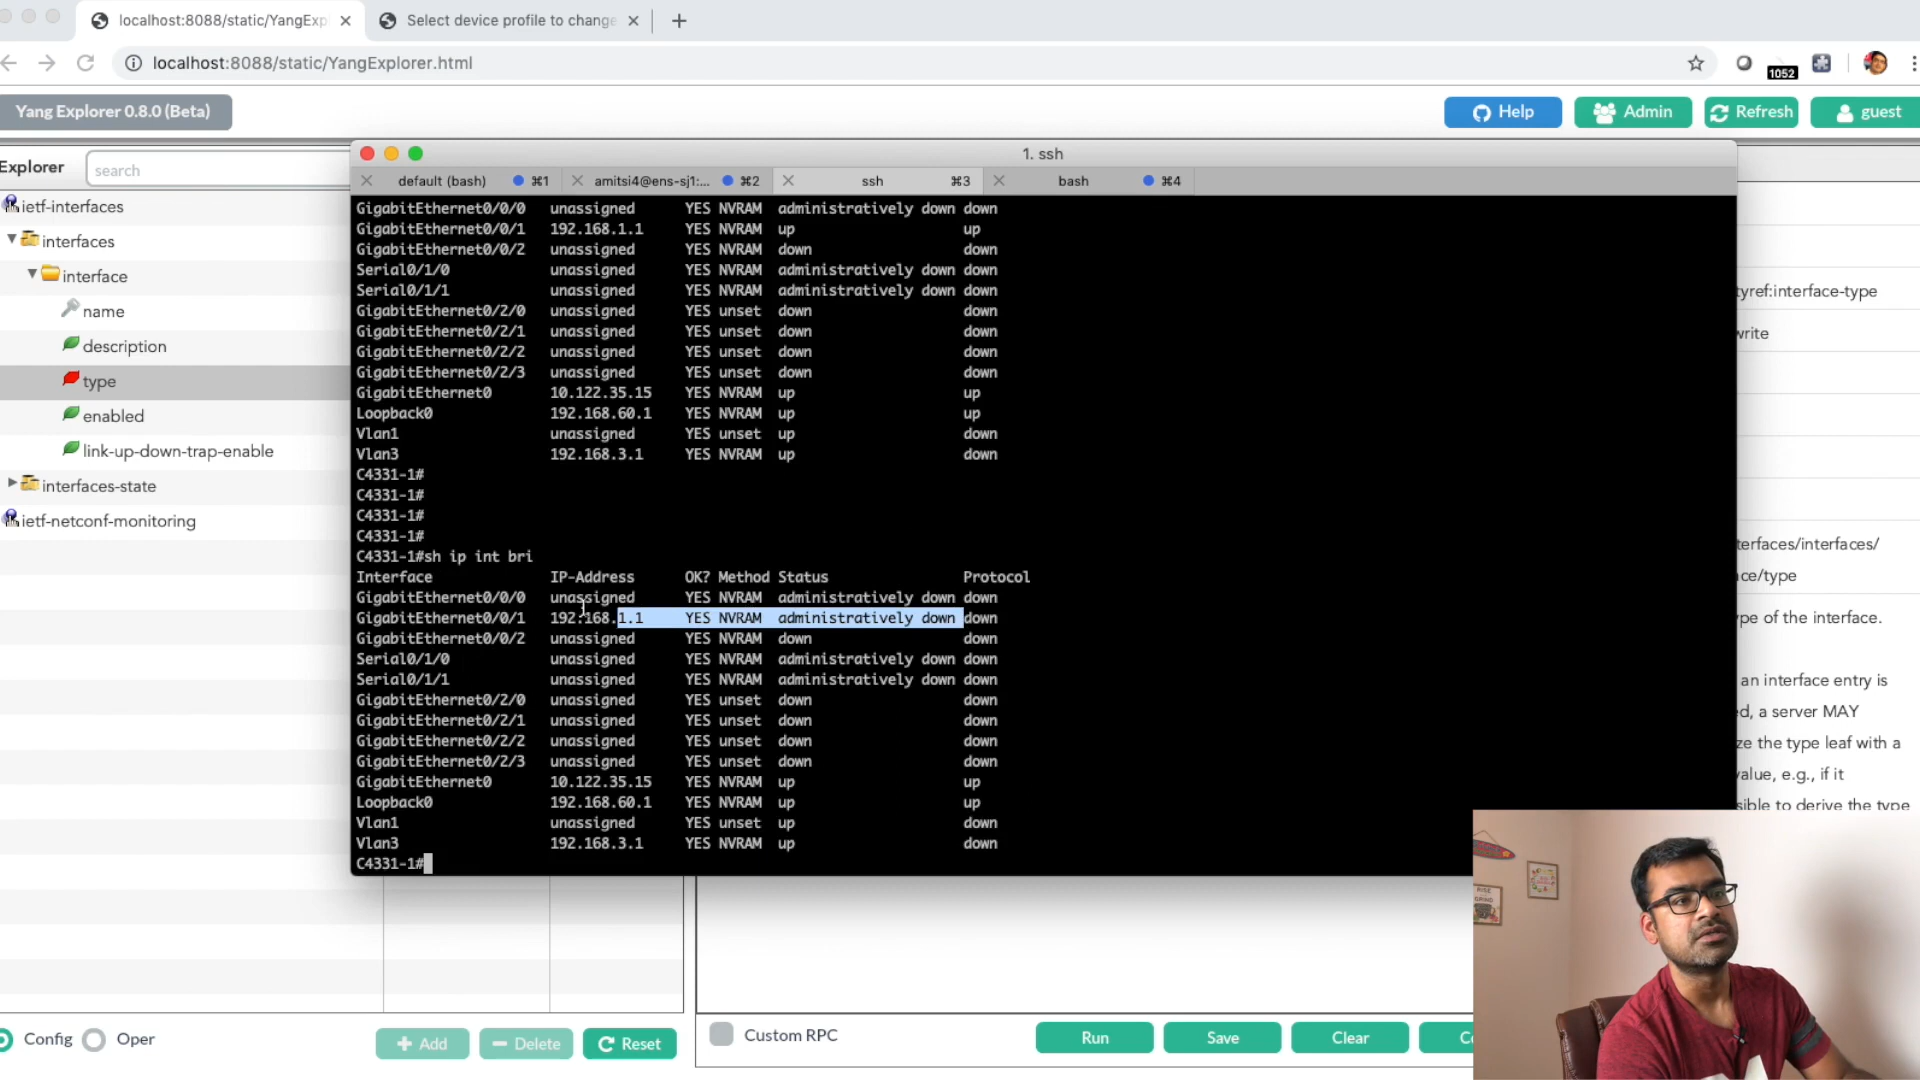 localhost:8088/static/YangExpl
Select device profile to change
localhost:8088/static/YangExplorer.html
1052
Yang Explorer 0.8.0 (Beta)
Help
Admin
Refresh
guest
Explorer
search
ietf-interfaces
interfaces
interface
name
description
type
enabled
link-up-down-trap-enable
interfaces-state
ietf-netconf-monitoring
1. ssh
default (bash) ⌘1
amitsi4@ens-sj1:... ⌘2
ssh ⌘3
bash ⌘4
GigabitEthernet0/0/0 unassigned YES NVRAM administratively down down
GigabitEthernet0/0/1 192.168.1.1 YES NVRAM up up
GigabitEthernet0/0/2 unassigned YES NVRAM down down
Serial0/1/0 unassigned YES NVRAM administratively down down
Serial0/1/1 unassigned YES NVRAM administratively down down
GigabitEthernet0/2/0 unassigned YES unset down down
GigabitEthernet0/2/1 unassigned YES unset down down
GigabitEthernet0/2/2 unassigned YES unset down down
GigabitEthernet0/2/3 unassigned YES unset down down
GigabitEthernet0 10.122.35.15 YES NVRAM up up
Loopback0 192.168.60.1 YES NVRAM up up
Vlan1 unassigned YES unset up down
Vlan3 192.168.3.1 YES NVRAM up down
C4331-1#
C4331-1#
C4331-1#
C4331-1#
C4331-1#sh ip int bri
Interface IP-Address OK? Method Status Protocol
GigabitEthernet0/0/0 unassigned YES NVRAM administratively down down
GigabitEthernet0/0/1 192.168.1.1 YES NVRAM administratively down down
GigabitEthernet0/0/2 unassigned YES NVRAM down down
Serial0/1/0 unassigned YES NVRAM administratively down down
Serial0/1/1 unassigned YES NVRAM administratively down down
GigabitEthernet0/2/0 unassigned YES unset down down
GigabitEthernet0/2/1 unassigned YES unset down down
GigabitEthernet0/2/2 unassigned YES unset down down
GigabitEthernet0/2/3 unassigned YES unset down down
GigabitEthernet0 10.122.35.15 YES NVRAM up up
Loopback0 192.168.60.1 YES NVRAM up up
Vlan1 unassigned YES unset up down
Vlan3 192.168.3.1 YES NVRAM up down
C4331-1#
tyref:interface-type
write
terfaces/interfaces/
ace/type
ype of the interface.
an interface entry is
ed, a server MAY
ze the type leaf with a
value, e.g., if it
sible to derive the type
Config
Oper
Add
Delete
Reset
Custom RPC
Run
Save
Clear